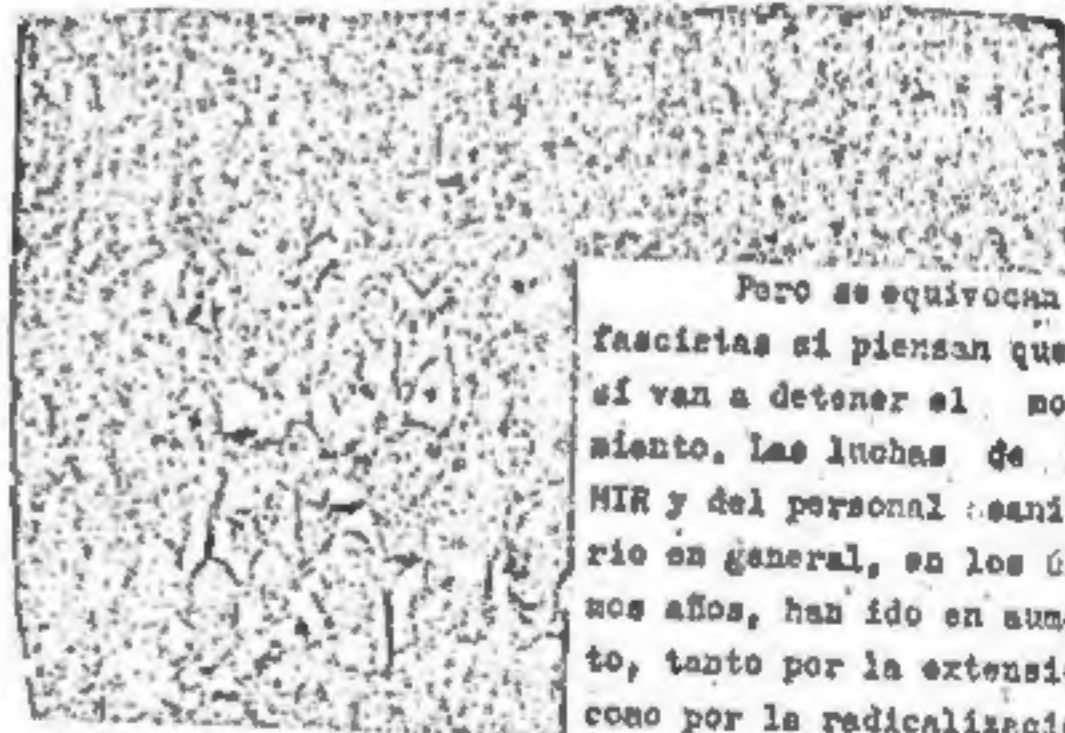 Pero se equivocan
fascistas si piensan que
sí van a detener el mo
miento. Las luchas de
MIR y del personal sani
rio en general, en los ú
mos años, han ido en aum
to, tanto por la extensi
como por la radicalizaci